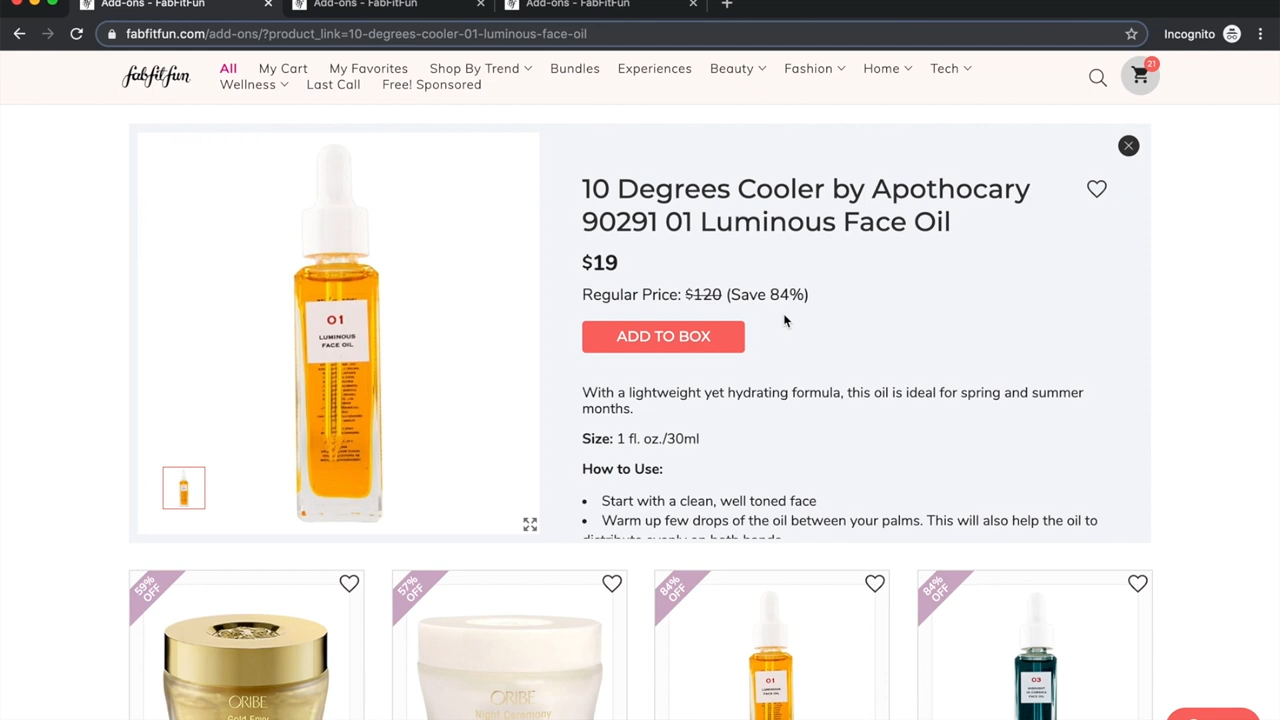 Add-ons - FabFitFun
Add-ons - FabFitFun
Add-ons - FabFitFun
fabfitfun.com/add-ons/?product_link=10-degrees-cooler-01-luminous-face-oil
Incognito
fabfitfun
All My Cart My Favorites Shop By Trend Bundles Experiences Beauty Fashion Home Tech
Wellness Last Call Free! Sponsored
21
10 Degrees Cooler by Apothocary
90291 01 Luminous Face Oil
$19
Regular Price: $120 (Save 84%)
ADD TO BOX
With a lightweight yet hydrating formula, this oil is ideal for spring and summer
months.
Size: 1 fl. oz./30ml
How to Use:
• Start with a clean, well toned face
• Warm up few drops of the oil between your palms. This will also help the oil to
distribute evenly on both hands
01
LUMINOUS
FACE OIL
59%
OFF
57%
OFF
84%
OFF
84%
OFF
ORIBE
Gold Envy
ORIBE
Night Ceremony
01
LUMINOUS
FACE OIL
03
MIDNIGHT